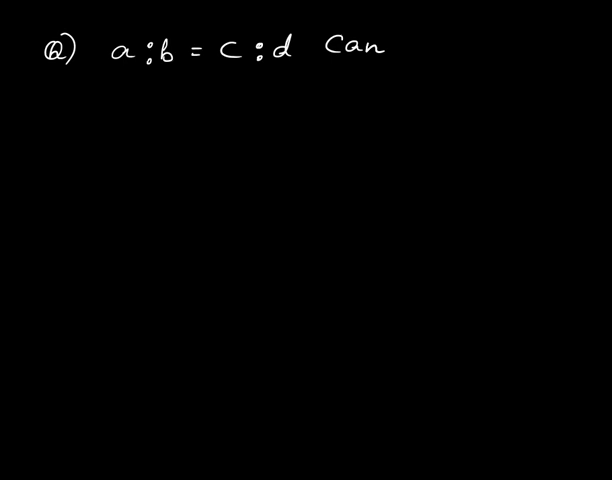 Q) a : b = c : d can